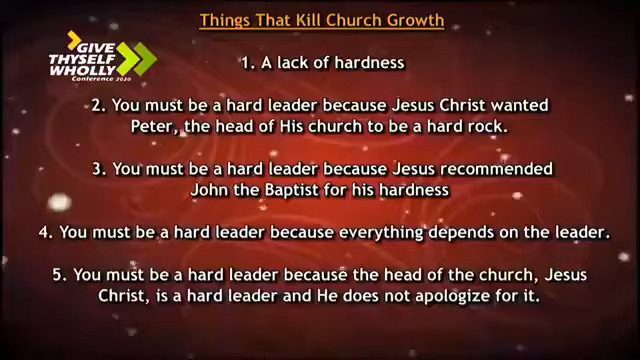 Things That Kill Church Growth
GIVE
THYSELF
WHOLLY
Conference 2020
1. A lack of hardness
2. You must be a hard leader because Jesus Christ wanted
Peter, the head of His church to be a hard rock.
3. You must be a hard leader because Jesus recommended
John the Baptist for his hardness
4. You must be a hard leader because everything depends on the leader.
5. You must be a hard leader because the head of the church, Jesus
Christ, is a hard leader and He does not apologize for it.